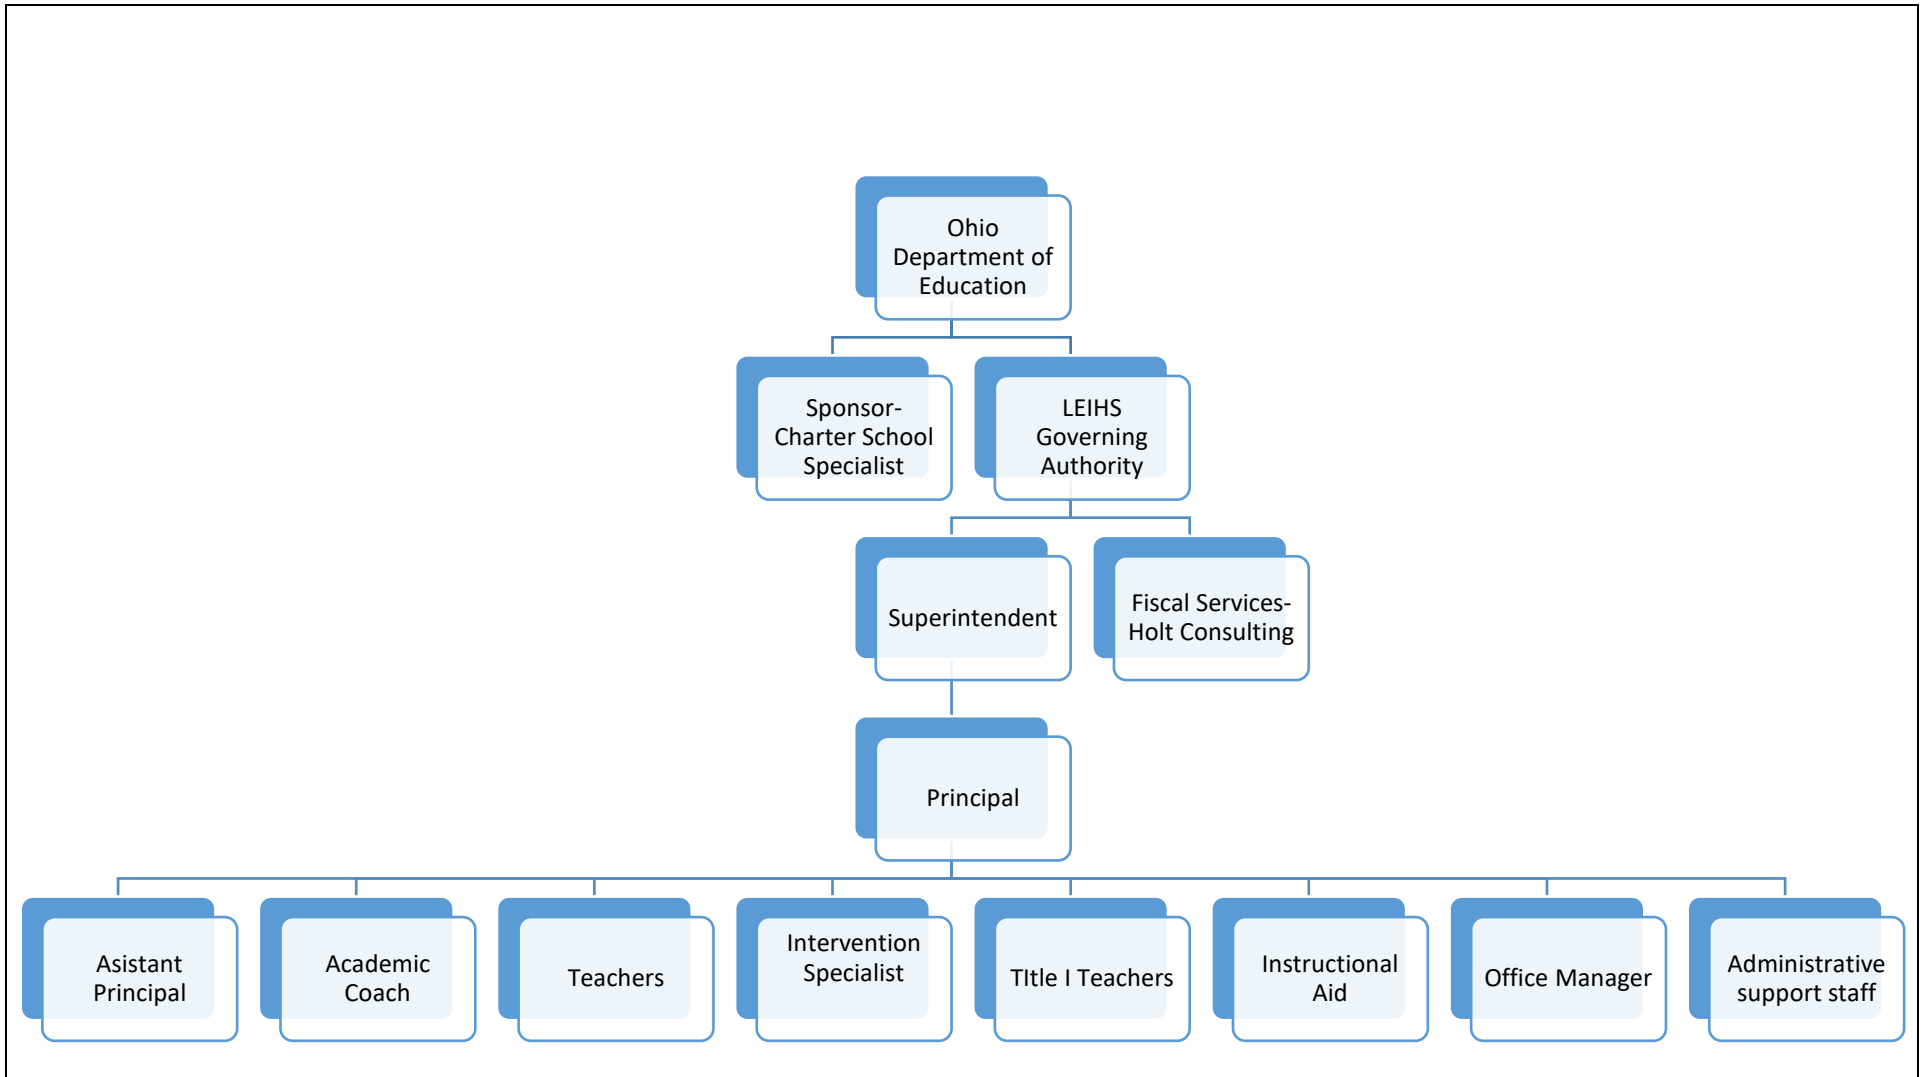 Ohio
Department of
Education
Sponsor-
Charter School
Specialist
LEIHS
Governing
Authority
Superintendent
Fiscal Services-
Holt Consulting
Principal
Asistant
Principal
Academic
Coach
Teachers
Intervention
Specialist
TItle I Teachers
Instructional
Aid
Office Manager
Administrative
support staff